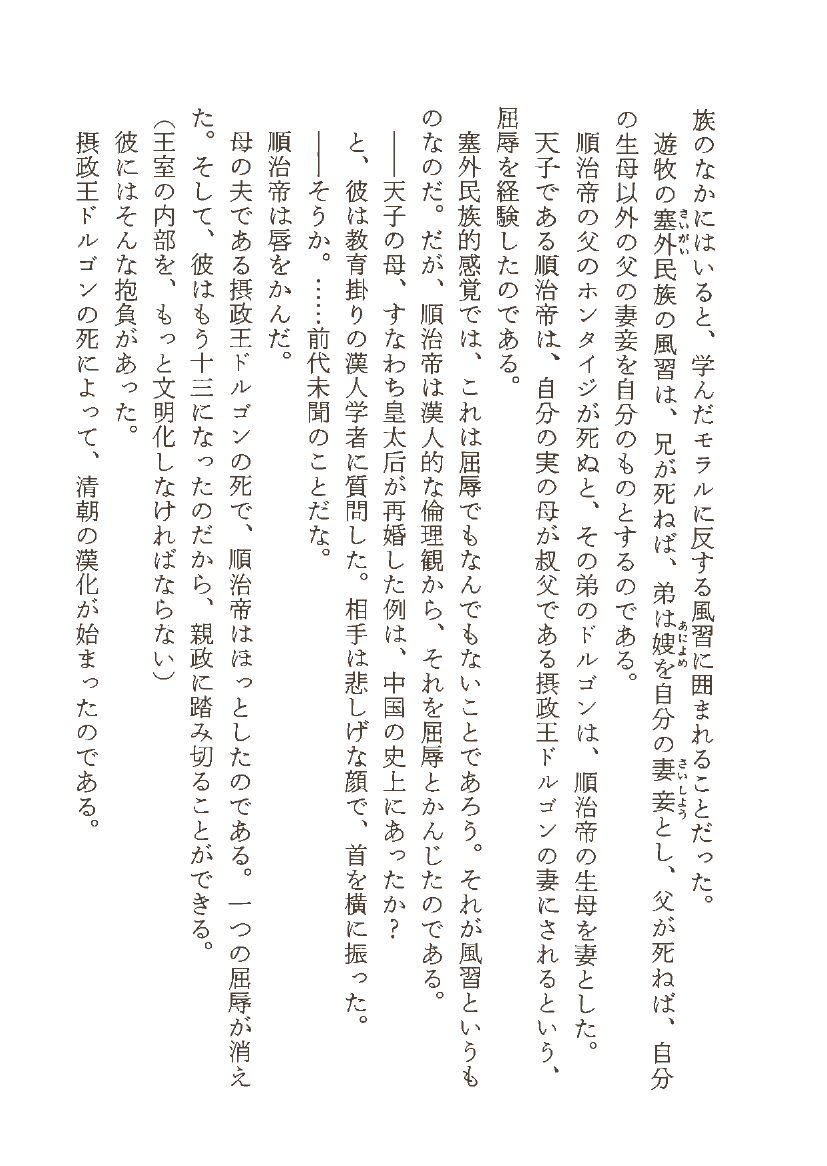 族のなかにはいると、学んだモラルに反する風習に囲まれることだった。
　遊牧の塞外民族の風習は、兄が死ねば、弟は嫂を自分の妻妾とし、父が死ねば、自分
の生母以外の父の妻妾を自分のものとするのである。
　順治帝の父のホンタイジが死ぬと、その弟のドルゴンは、順治帝の生母を妻とした。
　天子である順治帝は、自分の実の母が叔父である摂政王ドルゴンの妻にされるという、
屈辱を経験したのである。
　塞外民族的感覚では、これは屈辱でもなんでもないことであろう。それが風習というも
のなのだ。だが、順治帝は漢人的な倫理観から、それを屈辱とかんじたのである。
　――天子の母、すなわち皇太后が再婚した例は、中国の史上にあったか？
　と、彼は教育掛りの漢人学者に質問した。相手は悲しげな顔で、首を横に振った。
　――そうか。……前代未聞のことだな。
　順治帝は唇をかんだ。
　母の夫である摂政王ドルゴンの死で、順治帝はほっとしたのである。一つの屈辱が消え
た。そして、彼はもう十三になったのだから、親政に踏み切ることができる。
（王室の内部を、もっと文明化しなければならない）
　彼にはそんな抱負があった。
　摂政王ドルゴンの死によって、清朝の漢化が始まったのである。